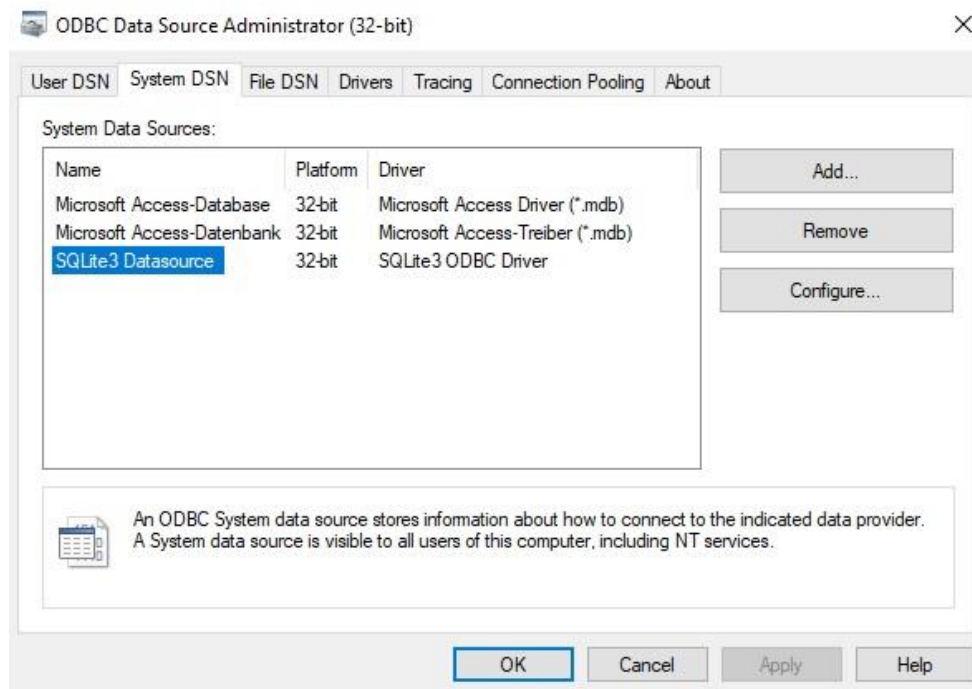 ODBC Data Source Administrator (32-bit)
User DSN System DSN File DSN Drivers Tracing Connection Pooling About
System Data Sources:
Name Platform Driver
Microsoft Access-Database 32-bit Microsoft Access Driver (*.mdb)
Microsoft Access-Datenbank 32-bit Microsoft Access-Treiber (*.mdb)
SQLite3 Datasource 32-bit SQLite3 ODBC Driver
Add...
Remove
Configure...
An ODBC System data source stores information about how to connect to the indicated data provider.
A System data source is visible to all users of this computer, including NT services.
OK Cancel Apply Help